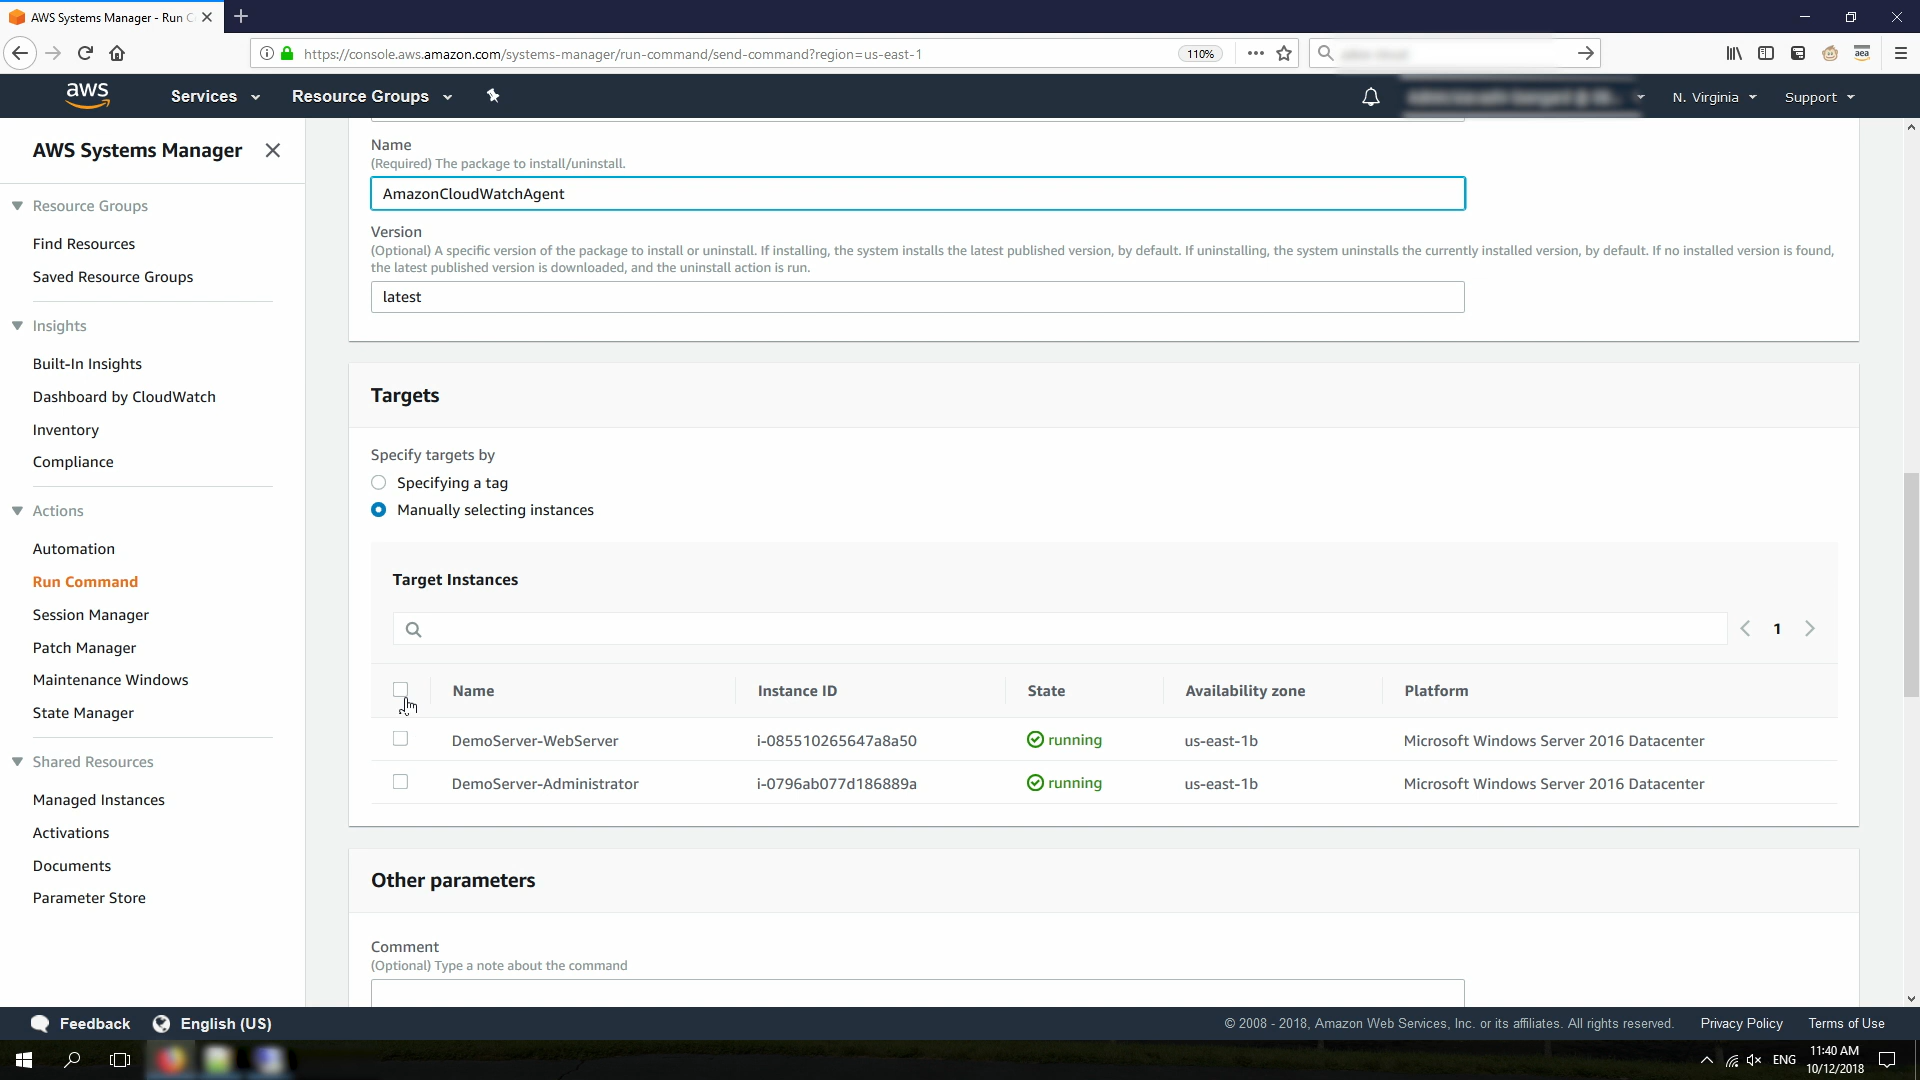 AWS Systems Manager - Run C
https://console.aws.amazon.com/systems-manager/run-command/send-command?region=us-east-1
110%
aea
aws
Services
Resource Groups
N. Virginia
Support
AWS Systems Manager
Resource Groups
Find Resources
Saved Resource Groups
Insights
Built-In Insights
Dashboard by CloudWatch
Inventory
Compliance
Actions
Automation
Run Command
Session Manager
Patch Manager
Maintenance Windows
State Manager
Shared Resources
Managed Instances
Activations
Documents
Parameter Store
Name
(Required) The package to install/uninstall.
AmazonCloudWatchAgent
Version
(Optional) A specific version of the package to install or uninstall. If installing, the system installs the latest published version, by default. If uninstalling, the system uninstalls the currently installed version, by default. If no installed version is found,
the latest published version is downloaded, and the uninstall action is run.
latest
Targets
Specify targets by
Specifying a tag
Manually selecting instances
Target Instances
1
Name Instance ID State Availability zone Platform
DemoServer-WebServer i-085510265647a8a50 running us-east-1b Microsoft Windows Server 2016 Datacenter
DemoServer-Administrator i-0796ab077d186889a running us-east-1b Microsoft Windows Server 2016 Datacenter
Other parameters
Comment
(Optional) Type a note about the command
Feedback
English (US)
© 2008 - 2018, Amazon Web Services, Inc. or its affiliates. All rights reserved.
Privacy Policy
Terms of Use
ENG
11:40 AM
10/12/2018